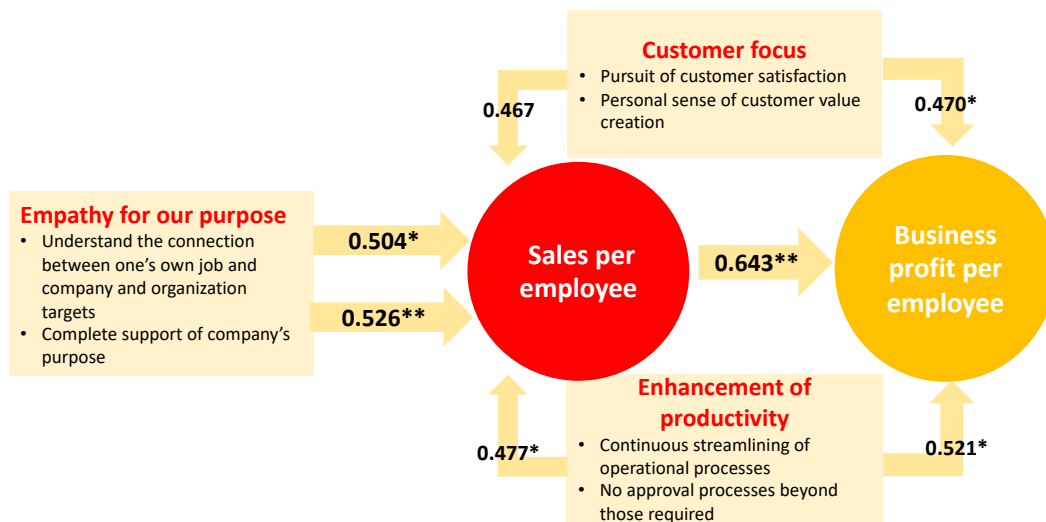 Customer focus
• Pursuit of customer satisfaction
• Personal sense of customer value
creation
0.467
0.470*
Empathy for our purpose
• Understand the connection
between one’s own job and
company and organization
targets
• Complete support of company’s
purpose
0.504*
0.526**
Sales per
employee
0.643**
Business
profit per
employee
Enhancement of
productivity
• Continuous streamlining of
operational processes
• No approval processes beyond
those required
0.477*
0.521*